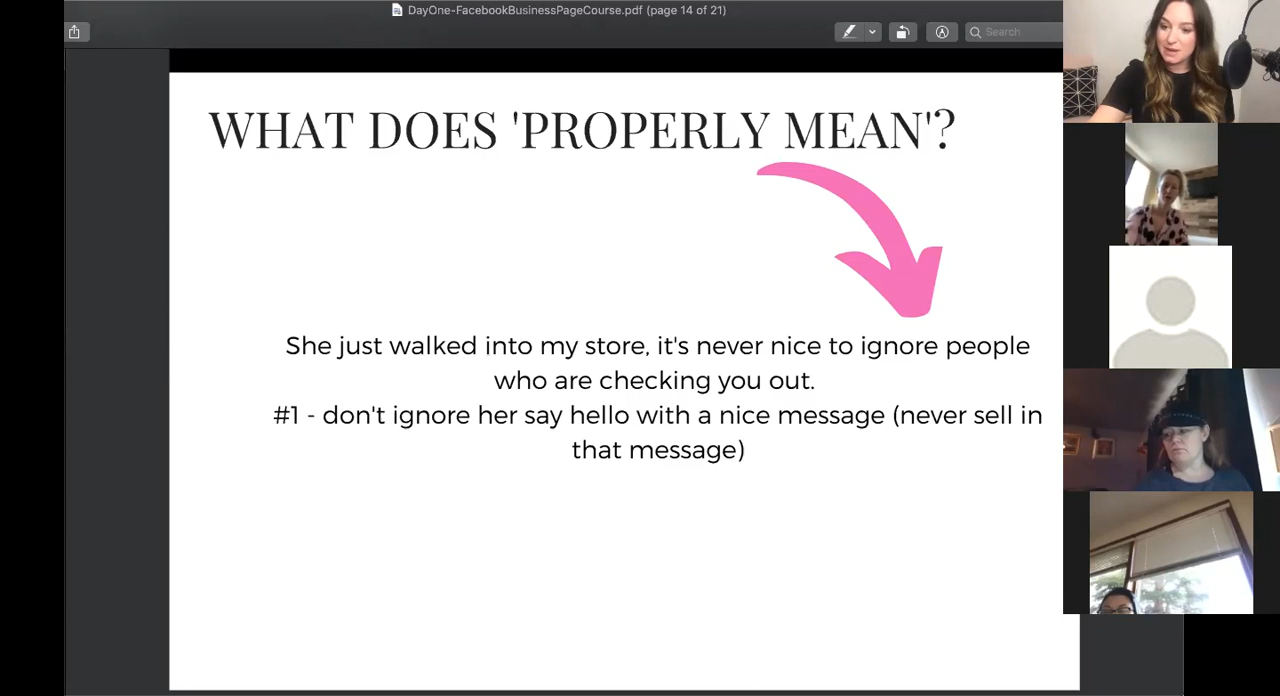 DayOne-FacebookBusinessPageCourse.pdf (page 14 of 21)
Search
WHAT DOES 'PROPERLY MEAN'?
She just walked into my store, it's never nice to ignore people
who are checking you out.
#1 - don't ignore her say hello with a nice message (never sell in
that message)